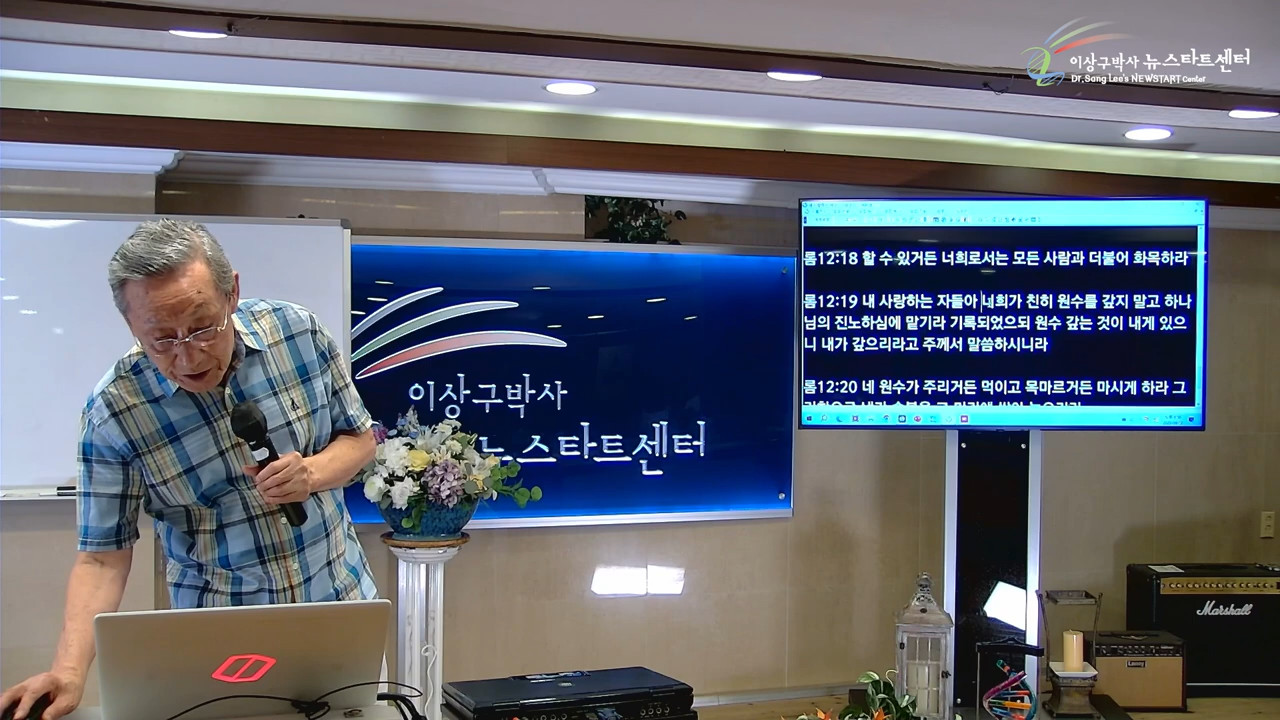 이상구박사 뉴스타트센터
Dr. Sang Lee's NEWSTART Center
롬12:18 할 수 있거든 너희로서는 모든 사람과 더불어 화목하라
롬12:19 내 사랑하는 자들아 너희가 친히 원수를 갚지 말고 하나
님의 진노하심에 맡기라 기록되었으되 원수 갚는 것이 내게 있으
니 내가 갚으리라고 주께서 말씀하시니라
롬12:20 네 원수가 주리거든 먹이고 목마르거든 마시게 하라 그
이상구박사
뉴스타트센터
Marshall
Laney